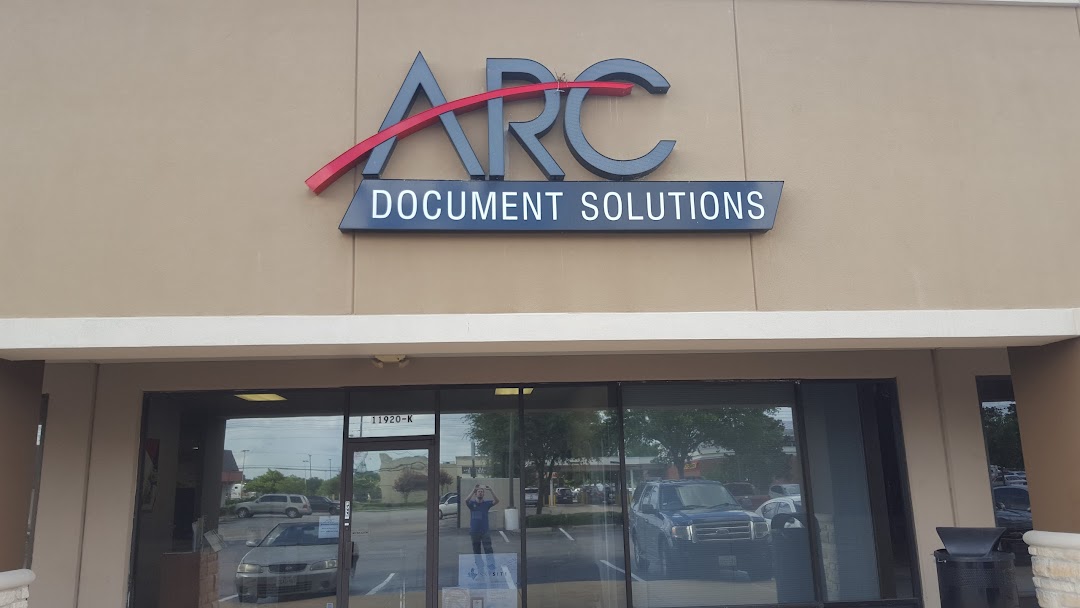 ARC
DOCUMENT SOLUTIONS
11920-K